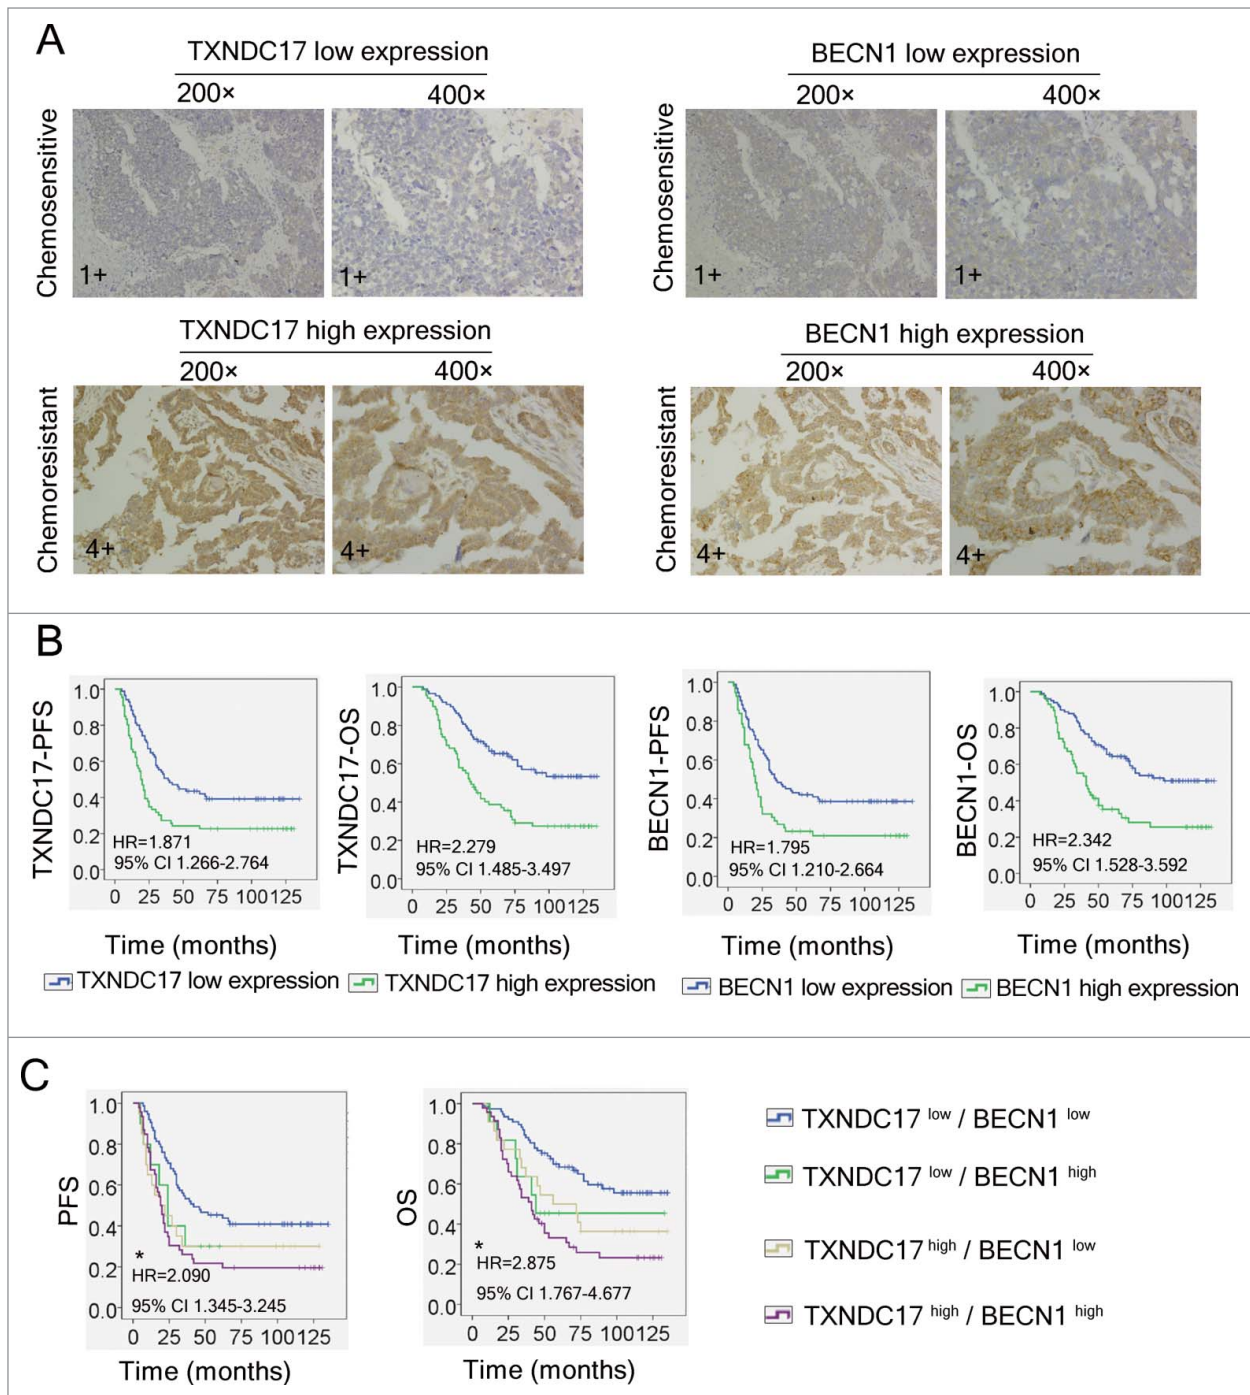 A
TXNDC17 low expression
200× 400×
Chemosensitive
1+ 1+
BECN1 low expression
200× 400×
Chemosensitive
1+ 1+
TXNDC17 high expression
200× 400×
Chemoresistant
4+ 4+
BECN1 high expression
200× 400×
Chemoresistant
4+ 4+
B
TXNDC17-PFS
1.0
0.8
0.6
0.4
0.2
0.0
HR=1.871
95% CI 1.266-2.764
0 25 50 75 100 125
Time (months)
TXNDC17-OS
1.0
0.8
0.6
0.4
0.2
0.0
HR=2.279
95% CI 1.485-3.497
0 25 50 75 100 125
Time (months)
TXNDC17 low expression TXNDC17 high expression
BECN1-PFS
1.0
0.8
0.6
0.4
0.2
0.0
HR=1.795
95% CI 1.210-2.664
0 25 50 75 100 125
Time (months)
BECN1-OS
1.0
0.8
0.6
0.4
0.2
0.0
HR=2.342
95% CI 1.528-3.592
0 25 50 75 100 125
Time (months)
BECN1 low expression BECN1 high expression
C
PFS
1.0
0.8
0.6
0.4
0.2
0.0
*
HR=2.090
95% CI 1.345-3.245
0 25 50 75 100 125
Time (months)
OS
1.0
0.8
0.6
0.4
0.2
0.0
*
HR=2.875
95% CI 1.767-4.677
0 25 50 75 100 125
Time (months)
TXNDC17 low / BECN1 low
TXNDC17 low / BECN1 high
TXNDC17 high / BECN1 low
TXNDC17 high / BECN1 high